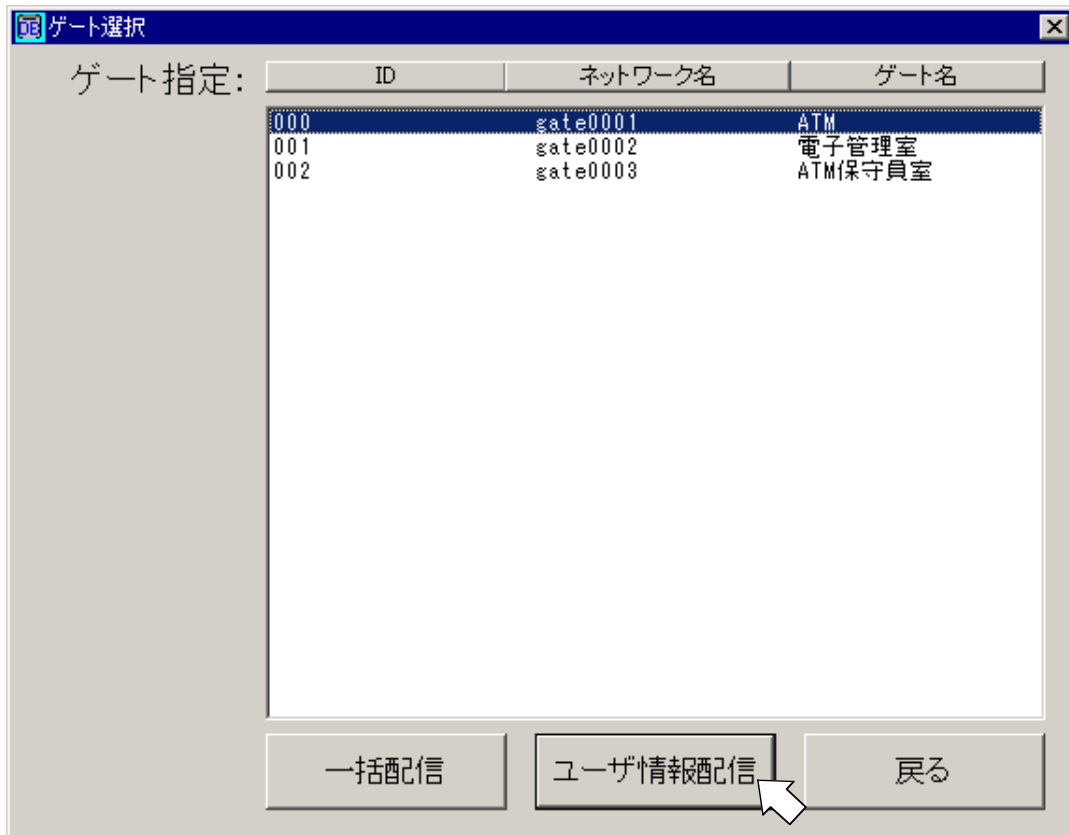 DB ゲート選択
ゲート指定: ID ネットワーク名 ゲート名
000 gate0001 ATM
001 gate0002 電子管理室
002 gate0003 ATM保守員室
一括配信 ユーザ情報配信 戻る